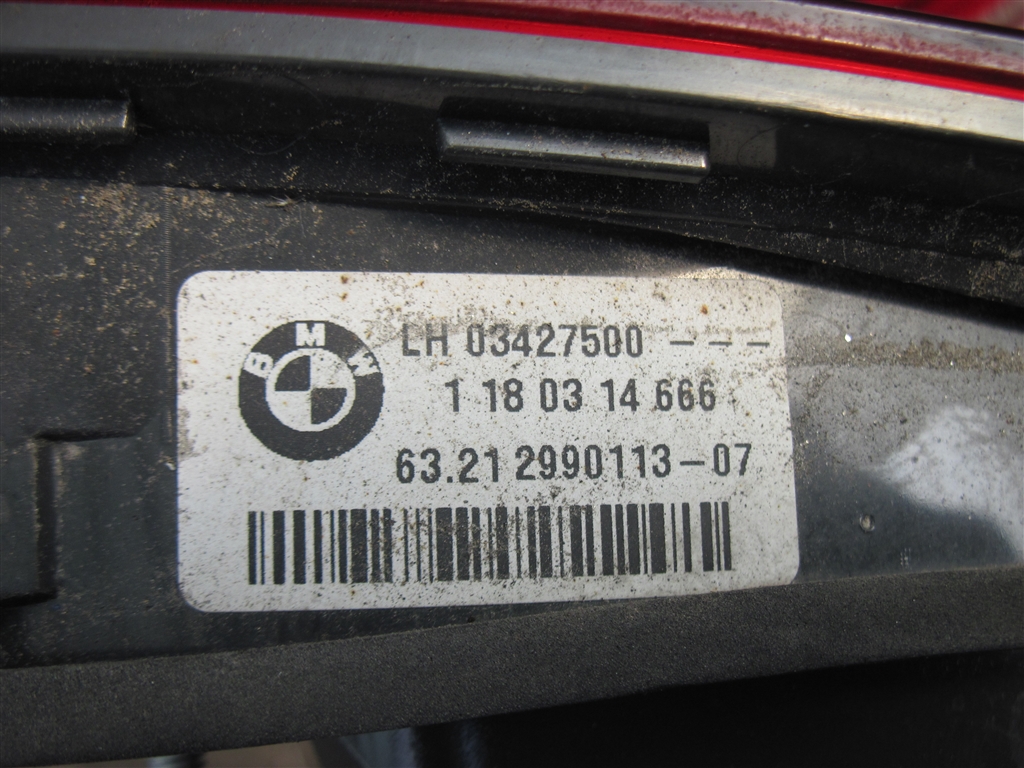 BMW
LH 03427500 - - -
1 18 03 14 666
63.21 2990113-07